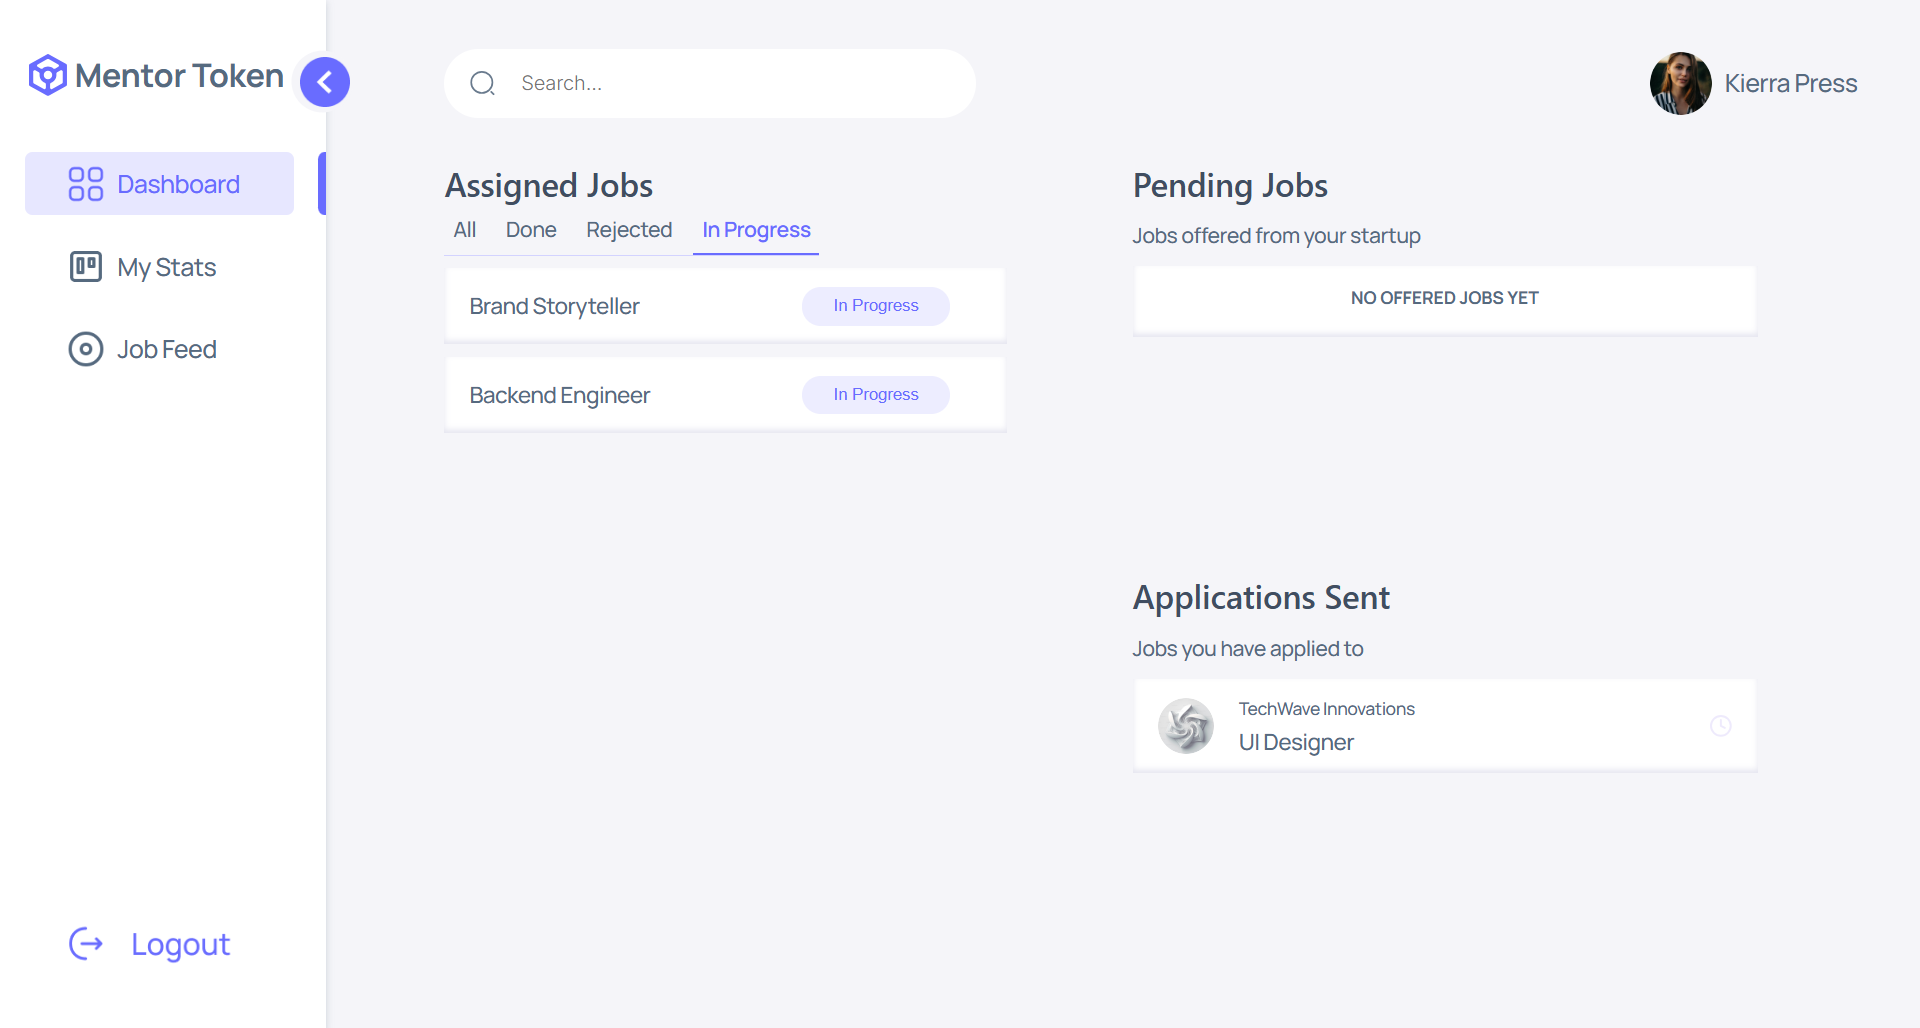 Mentor Token
Dashboard
My Stats
Job Feed
Logout
Search...
Kierra Press
Assigned Jobs
All Done Rejected In Progress
Brand Storyteller In Progress
Backend Engineer In Progress
Pending Jobs
Jobs offered from your startup
NO OFFERED JOBS YET
Applications Sent
Jobs you have applied to
TechWave Innovations
UI Designer